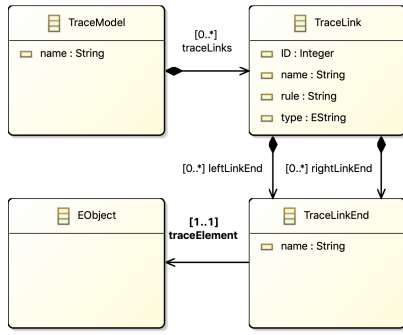 TraceModel
name : String
[0..*]
traceLinks
TraceLink
ID : Integer
name : String
rule : String
type : EString
[0..*] leftLinkEnd
[0..*] rightLinkEnd
EObject
[1..1]
traceElement
TraceLinkEnd
name : String